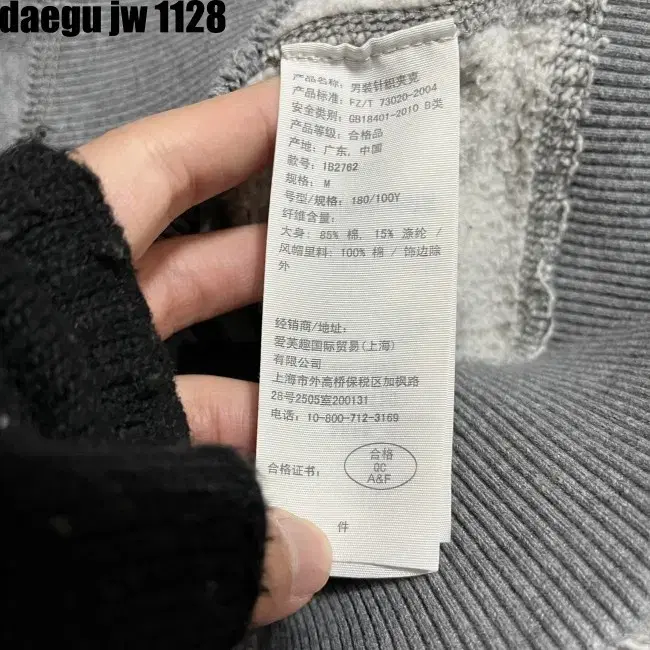 daegu jw 1128
产品名称：男装针织夹克
产品标准：FZ/T 73020-2004
安全类别：GB18401-2010 B类
产品等级：合格品
产地：广东，中国
款号：1B2762
规格：M
号型/规格：180/100Y
纤维含量：
大身：85% 棉，15% 涤纶 /
风帽里料：100% 棉 / 饰边除
外
经销商/地址：
爱芙趣国际贸易(上海)
有限公司
上海市外高桥保税区加枫路
28号2505室200131
电话：10-800-712-3169
合格
QC
A&F
合格证书：
件